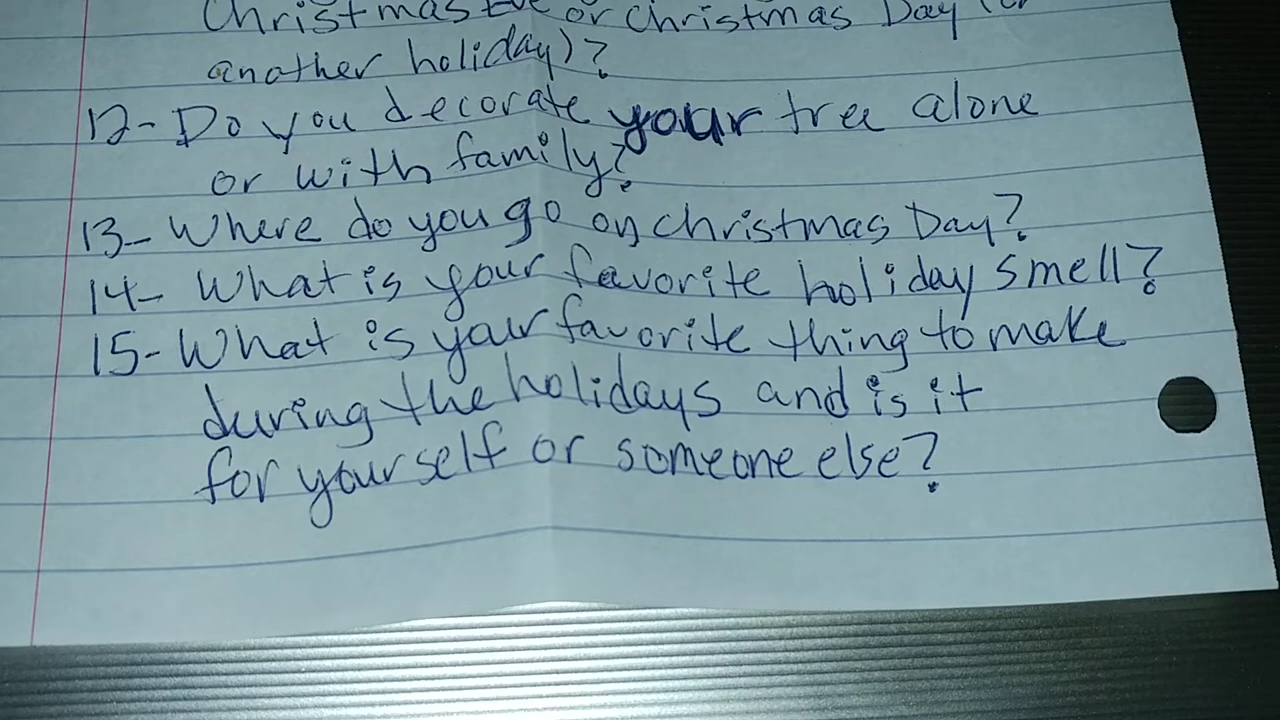 Christmas Eve or Christmas Day (or
another holiday)?
12- Do you decorate your tree alone
or with family?
13- Where do you go on Christmas Day?
14- What is your favorite holiday smell?
15- What is your favorite thing to make
during the holidays and is it
for yourself or someone else?